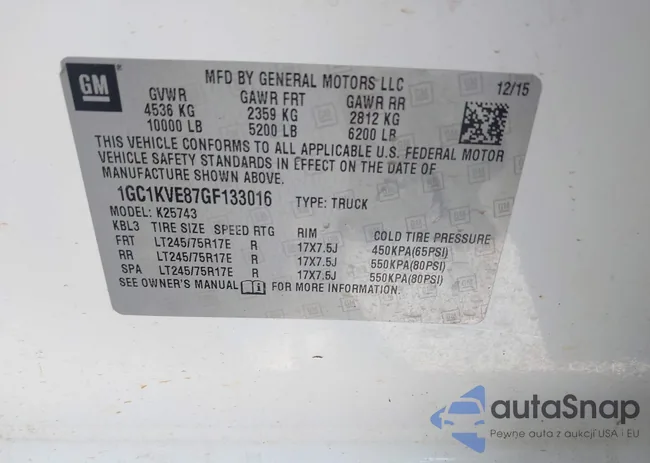 GM
MFD BY GENERAL MOTORS LLC
12/15
GVWR GAWR FRT GAWR RR
4536 KG 2359 KG 2812 KG
10000 LB 5200 LB 6200 LB
THIS VEHICLE CONFORMS TO ALL APPLICABLE U.S. FEDERAL MOTOR
VEHICLE SAFETY STANDARDS IN EFFECT ON THE DATE OF
MANUFACTURE SHOWN ABOVE.
1GC1KVE87GF133016 TYPE: TRUCK
MODEL: K25743
KBL3 TIRE SIZE SPEED RTG RIM COLD TIRE PRESSURE
FRT LT245/75R17E R 17X7.5J 450KPA(65PSI)
RR LT245/75R17E R 17X7.5J 550KPA(80PSI)
SPA LT245/75R17E R 17X7.5J 550KPA(80PSI)
SEE OWNER'S MANUAL FOR MORE INFORMATION.
autaSnap
Pewne auta z aukcji USA i EU